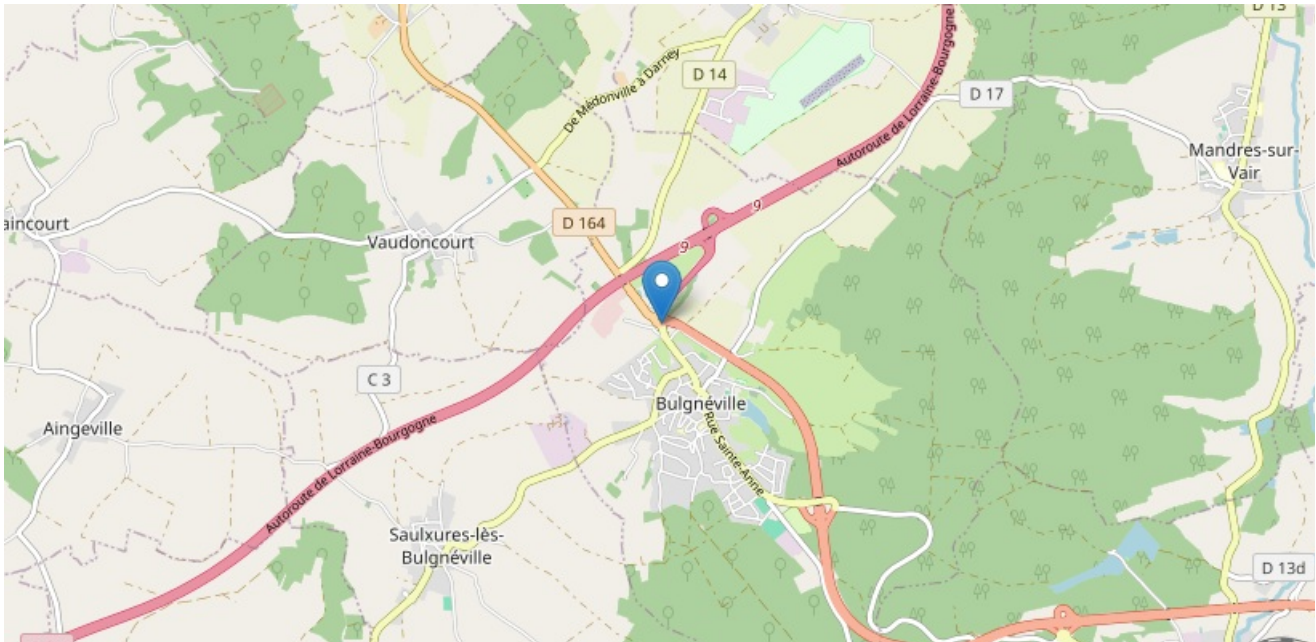 D 13
De Médonville à Darney
D 14
Autoroute de Lorraine-Bourgogne
D 17
Mandres-sur-
Vair
aincourt
D 164
9
Vaudoncourt
9
C 3
Bulgnéville
Aingeville
Autoroute de Lorraine-Bourgogne
Rue Sainte-Anne
Saulxures-lès-
Bulgnéville
D 13d